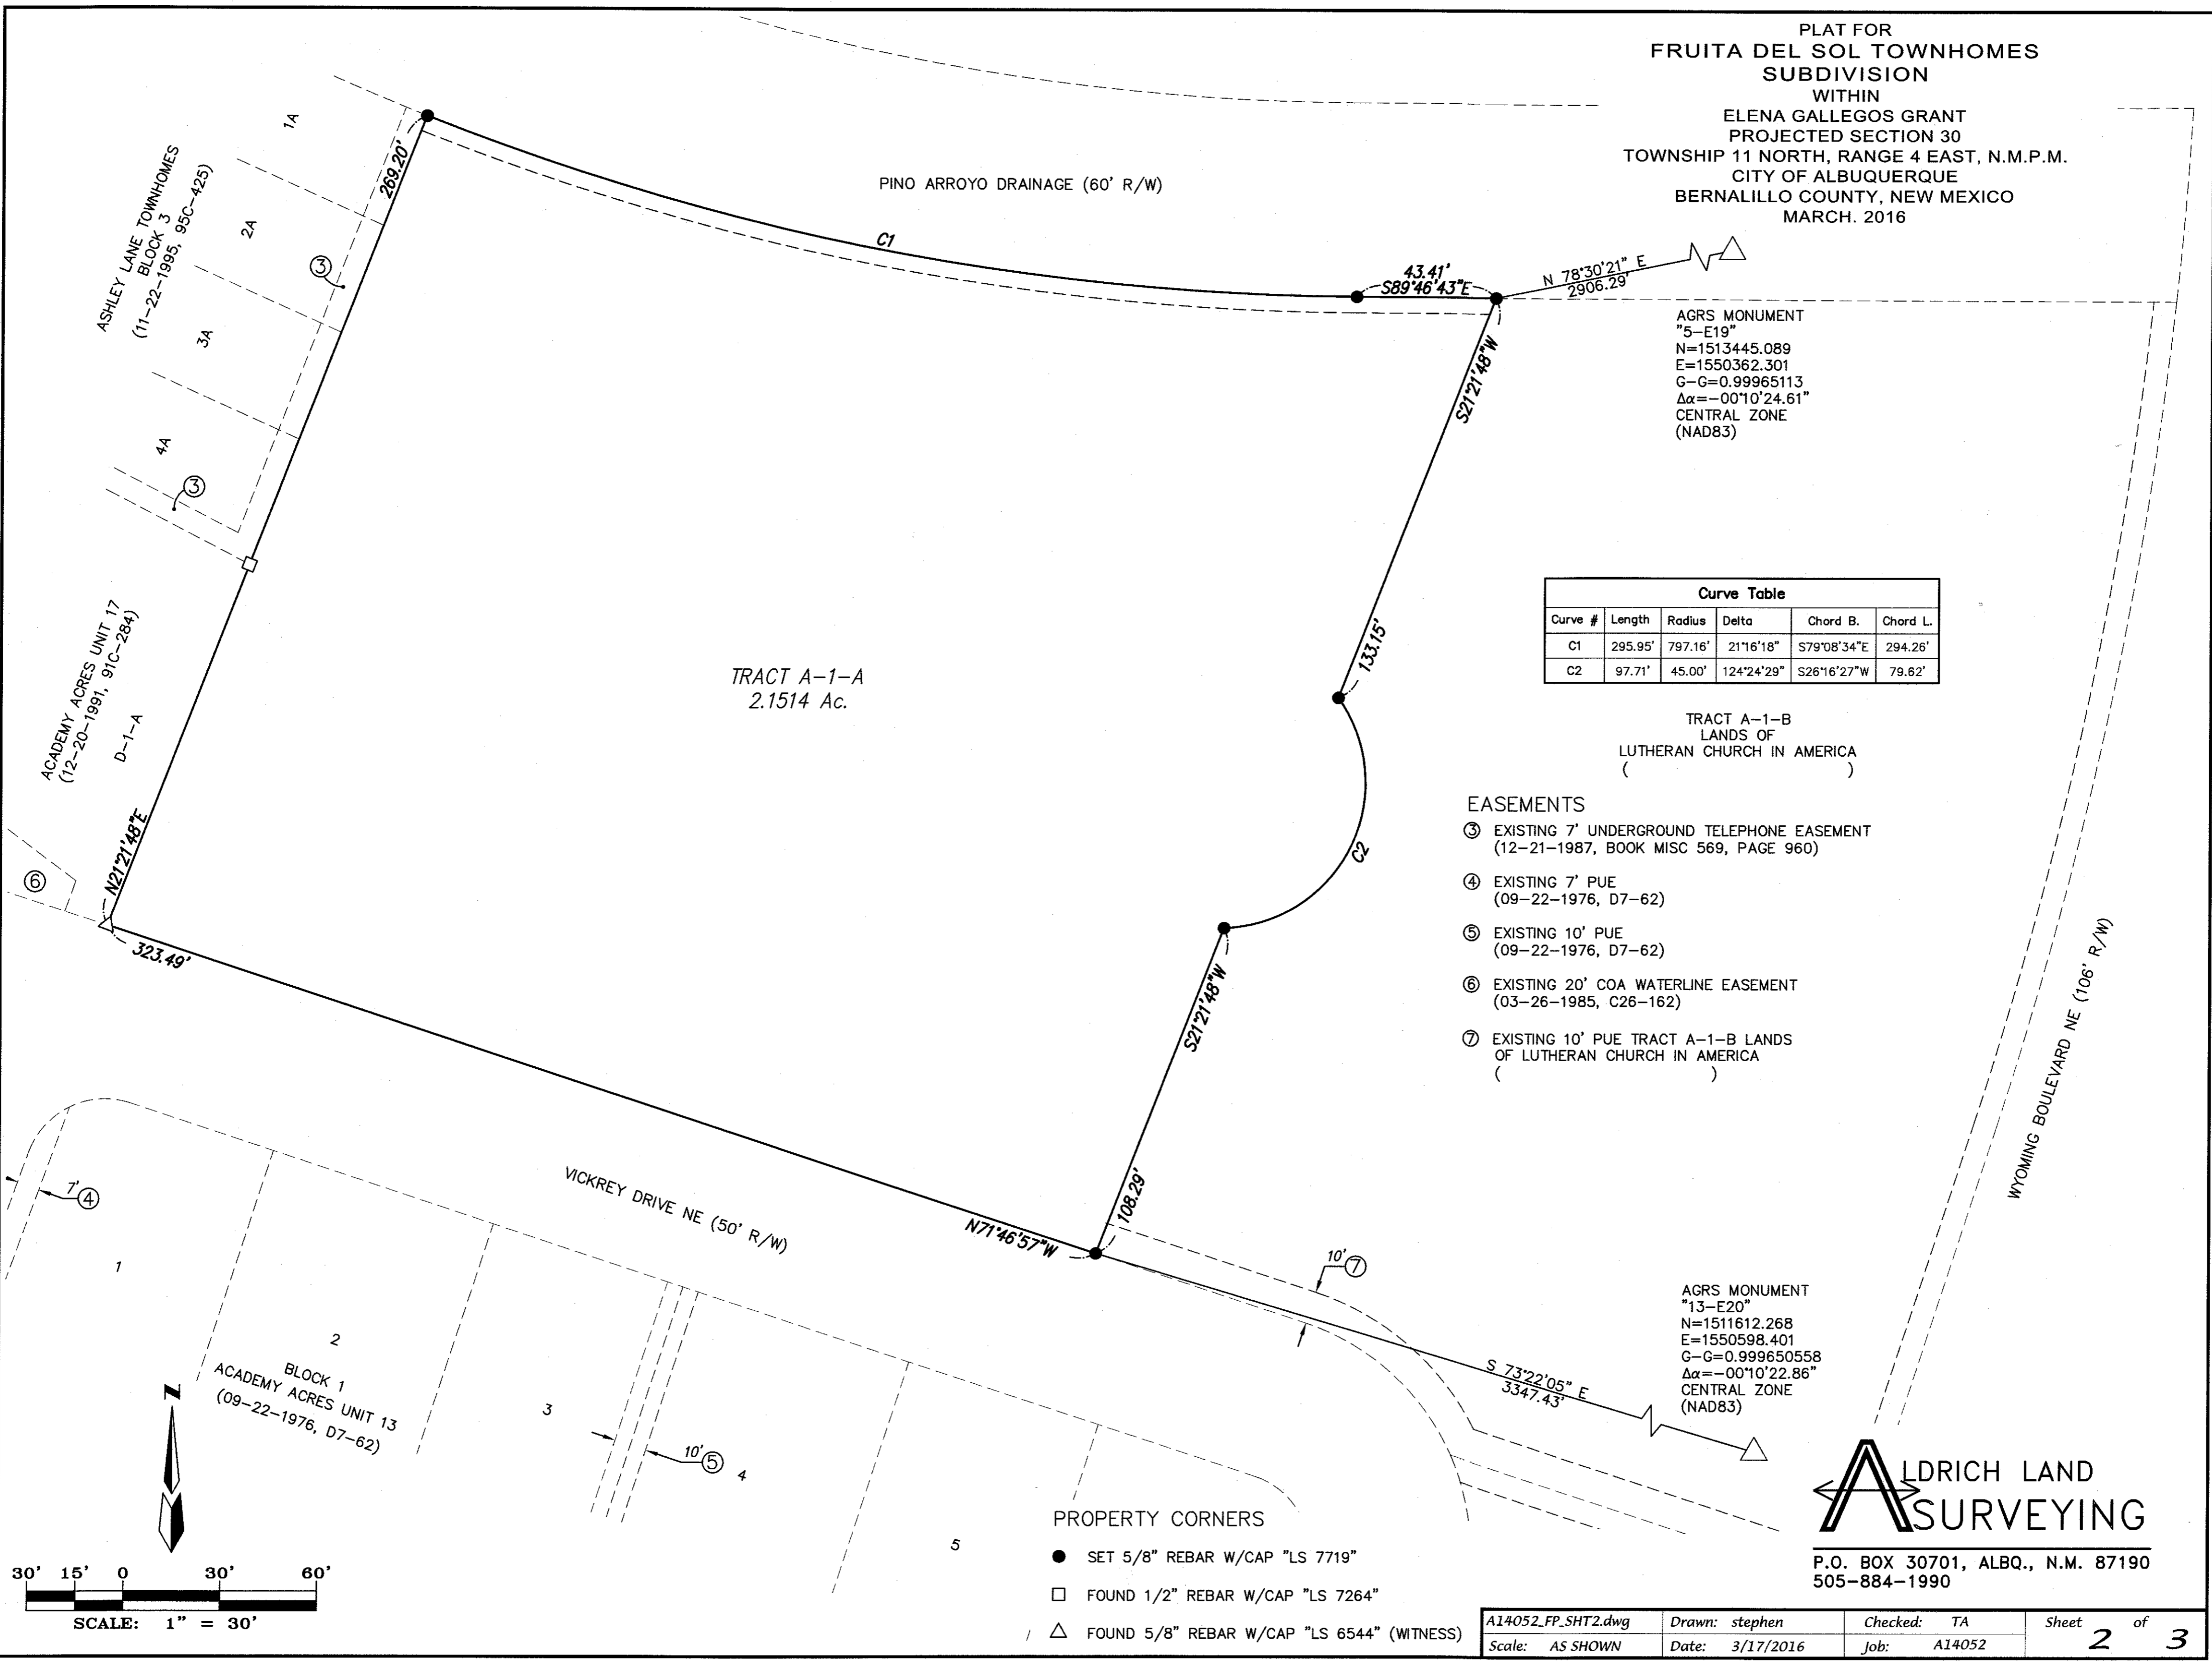 PLAT FOR
FRUITA DEL SOL TOWNHOMES
SUBDIVISION
WITHIN
ELENA GALLEGOS GRANT
PROJECTED SECTION 30
TOWNSHIP 11 NORTH, RANGE 4 EAST, N.M.P.M.
CITY OF ALBUQUERQUE
BERNALILLO COUNTY, NEW MEXICO
MARCH. 2016
PINO ARROYO DRAINAGE (60' R/W)
C1
269.20'
1A
2A
3A
4A
ASHLEY LANE TOWNHOMES
BLOCK 3
(11-22-1995, 95C-425)
3
3
43.41'
S89°46'43"E
N 78°30'21" E
2906.29'
AGRS MONUMENT
"5-E19"
N=1513445.089
E=1550362.301
G-G=0.99965113
Δα=-00°10'24.61"
CENTRAL ZONE
(NAD83)
S21°21'48"W
133.15'
Curve Table
Curve # Length Radius Delta Chord B. Chord L.
C1 295.95' 797.16' 21°16'18" S79°08'34"E 294.26'
C2 97.71' 45.00' 124°24'29" S26°16'27"W 79.62'
TRACT A-1-A
2.1514 Ac.
ACADEMY ACRES UNIT 17
(12-20-1991, 91C-284)
D-1-A
N21°21'48"E
6
323.49'
C2
S21°21'48"W
108.29'
N71°46'57"W
TRACT A-1-B
LANDS OF
LUTHERAN CHURCH IN AMERICA
( )
EASEMENTS
3 EXISTING 7' UNDERGROUND TELEPHONE EASEMENT
(12-21-1987, BOOK MISC 569, PAGE 960)
4 EXISTING 7' PUE
(09-22-1976, D7-62)
5 EXISTING 10' PUE
(09-22-1976, D7-62)
6 EXISTING 20' COA WATERLINE EASEMENT
(03-26-1985, C26-162)
7 EXISTING 10' PUE TRACT A-1-B LANDS
OF LUTHERAN CHURCH IN AMERICA
( )
WYOMING BOULEVARD NE (106' R/W)
VICKREY DRIVE NE (50' R/W)
7' 4
1
2
BLOCK 1
ACADEMY ACRES UNIT 13
(09-22-1976, D7-62)
3
10' 5
4
5
10' 7
S 73°22'05" E
3347.43'
AGRS MONUMENT
"13-E20"
N=1511612.268
E=1550598.401
G-G=0.999650558
Δα=-00°10'22.86"
CENTRAL ZONE
(NAD83)
N
30' 15' 0 30' 60'
SCALE: 1" = 30'
PROPERTY CORNERS
SET 5/8" REBAR W/CAP "LS 7719"
FOUND 1/2" REBAR W/CAP "LS 7264"
FOUND 5/8" REBAR W/CAP "LS 6544" (WITNESS)
ALDRICH LAND
SURVEYING
P.O. BOX 30701, ALBQ., N.M. 87190
505-884-1990
A14052_FP_SHT2.dwg Drawn: stephen Checked: TA Sheet 2 of 3
Scale: AS SHOWN Date: 3/17/2016 Job: A14052